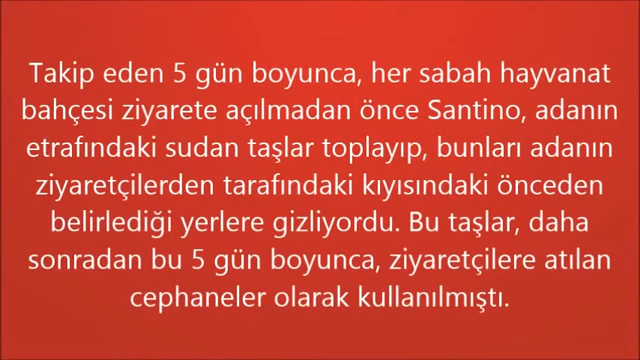 Takip eden 5 gün boyunca, her sabah hayvanat
bahçesi ziyarete açılmadan önce Santino, adanın
etrafındaki sudan taşlar toplayıp, bunları adanın
ziyaretçilerden tarafındaki kıyısındaki önceden
belirlediği yerlere gizliyordu. Bu taşlar, daha
sonradan bu 5 gün boyunca, ziyaretçilere atılan
cephaneler olarak kullanılmıştı.